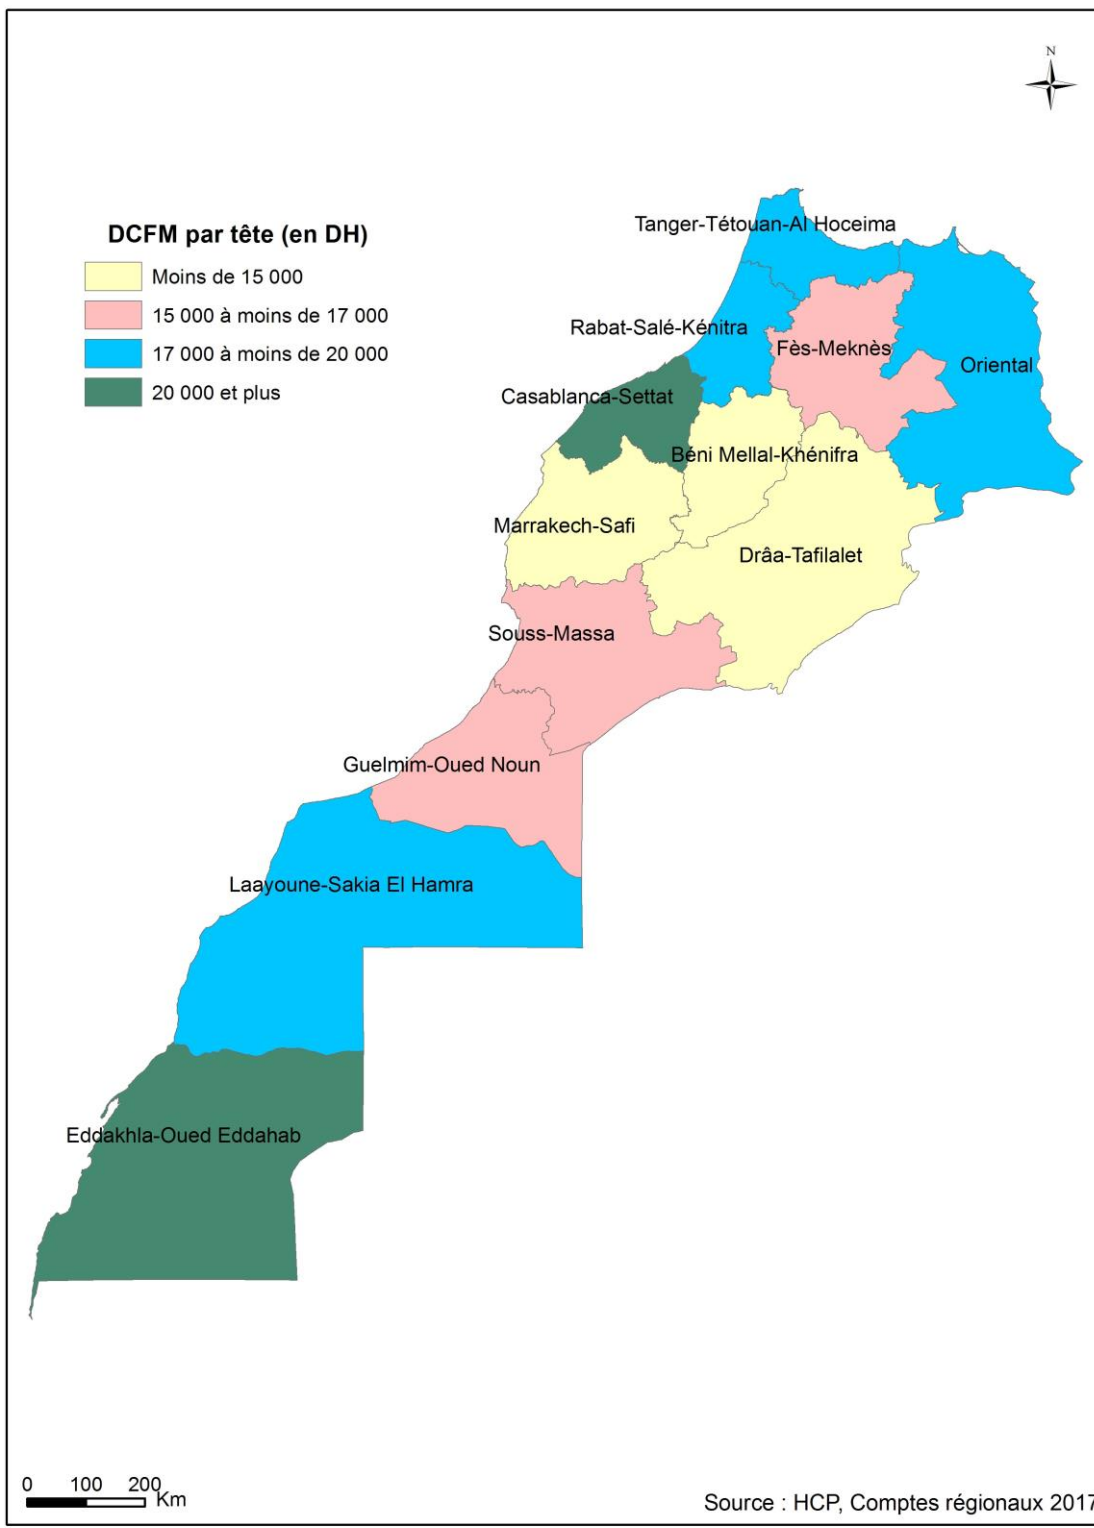 N
Tanger-Tétouan-Al Hoceima
DCFM par tête (en DH)
Moins de 15 000
15 000 à moins de 17 000
17 000 à moins de 20 000
20 000 et plus
Rabat-Salé-Kénitra
Fès-Meknès
Oriental
Casablanca-Settat
Béni Mellal-Khénifra
Marrakech-Safi
Drâa-Tafilalet
Souss-Massa
Guelmim-Oued Noun
Laayoune-Sakia El Hamra
Eddakhla-Oued Eddahab
0 100 200
Km
Source : HCP, Comptes régionaux 2017